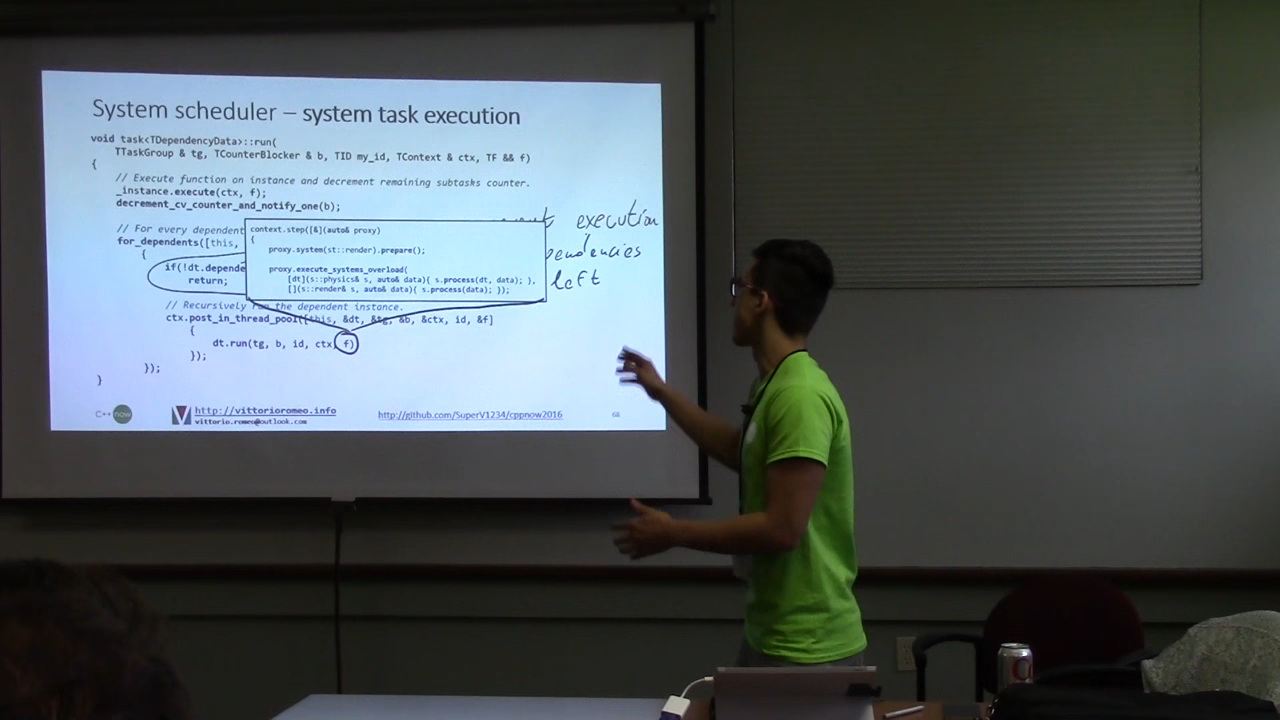 System scheduler – system task execution
void task<TDependencyData>::run(
TTaskGroup & tg, TCounterBlocker & b, TID my_id, TContext & ctx, TF && f)
{
// Execute function on instance and decrement remaining subtasks counter.
_instance.execute(ctx, f);
decrement_cv_counter_and_notify_one(b);
// For every dependent
for_dependents([this,
{
if(!dt.depende
return;
execution
left
context.step([&](auto& proxy)
{
proxy.system(st::render).prepare();
proxy.execute_systems_overload(
[dt](s::physics& s, auto& data){ s.process(dt, data); },
[](s::render& s, auto& data){ s.process(data); });
// Recursively run the dependent instance.
ctx.post_in_thread_pool([this, &dt, &tg, &b, &ctx, id, &f]
{
dt.run(tg, b, id, ctx, f)
});
});
}
C++ now
http://vittorioromeo.info
vittorio.romeo@outlook.com
http://github.com/SuperV1234/cppnow2016